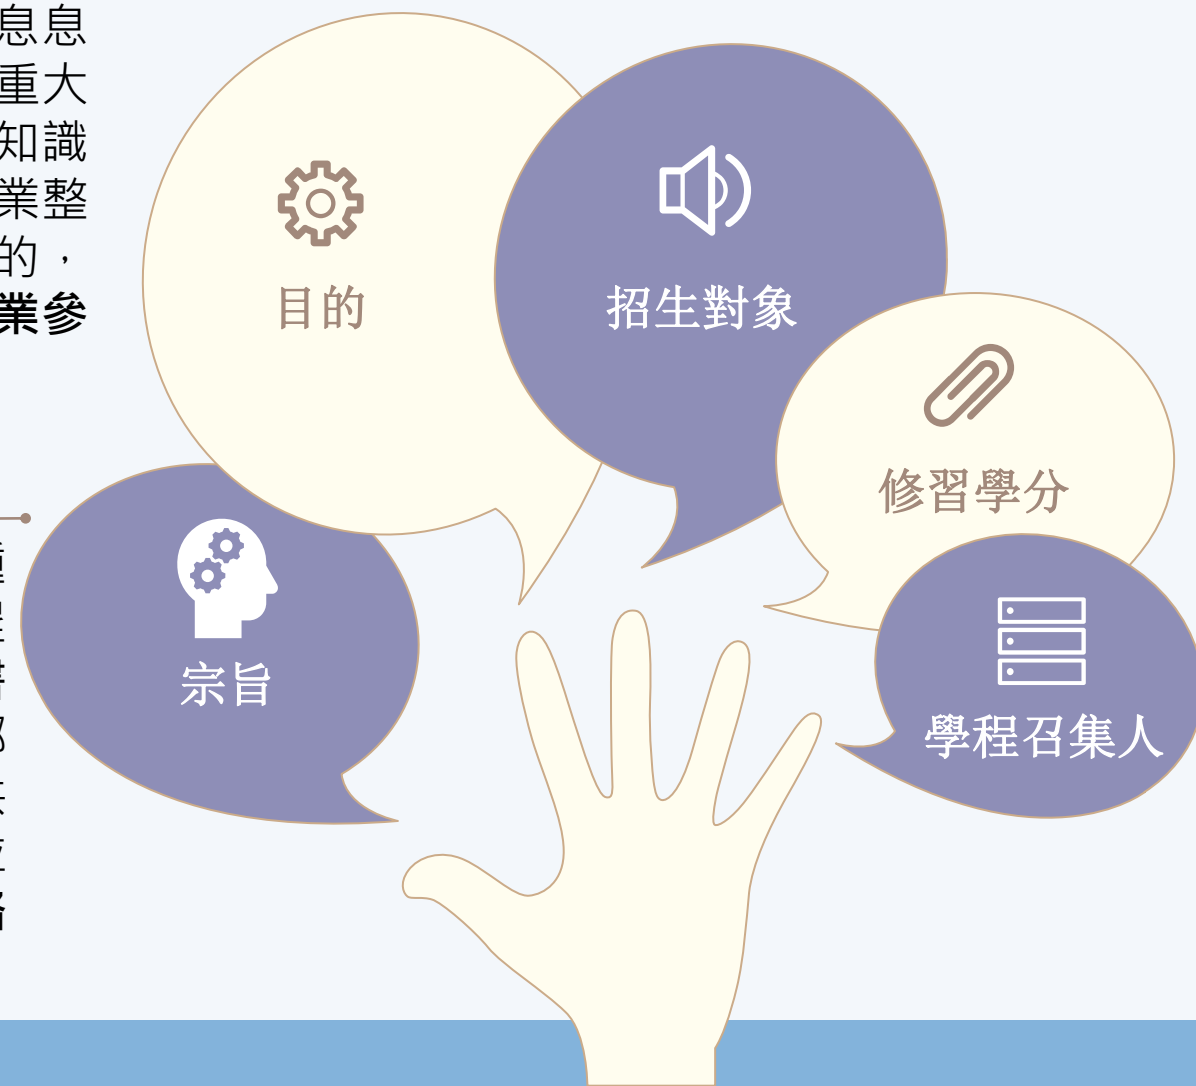 息息
重大
知識
業整
的，
業參
目的
招生對象
修習學分
宗旨
學程召集人